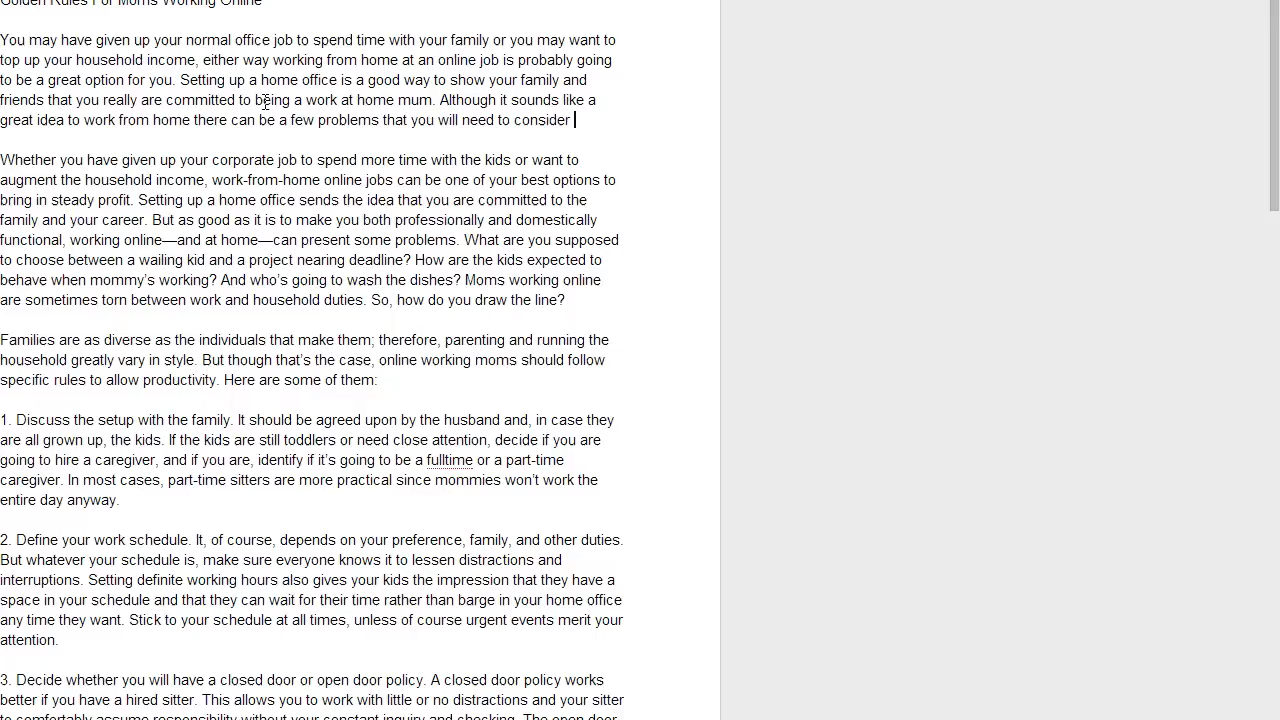 Golden Rules For Moms Working Online
You may have given up your normal office job to spend time with your family or you may want to
top up your household income, either way working from home at an online job is probably going
to be a great option for you. Setting up a home office is a good way to show your family and
friends that you really are committed to being a work at home mum. Although it sounds like a
great idea to work from home there can be a few problems that you will need to consider
Whether you have given up your corporate job to spend more time with the kids or want to
augment the household income, work-from-home online jobs can be one of your best options to
bring in steady profit. Setting up a home office sends the idea that you are committed to the
family and your career. But as good as it is to make you both professionally and domestically
functional, working online—and at home—can present some problems. What are you supposed
to choose between a wailing kid and a project nearing deadline? How are the kids expected to
behave when mommy’s working? And who’s going to wash the dishes? Moms working online
are sometimes torn between work and household duties. So, how do you draw the line?
Families are as diverse as the individuals that make them; therefore, parenting and running the
household greatly vary in style. But though that’s the case, online working moms should follow
specific rules to allow productivity. Here are some of them:
1. Discuss the setup with the family. It should be agreed upon by the husband and, in case they
are all grown up, the kids. If the kids are still toddlers or need close attention, decide if you are
going to hire a caregiver, and if you are, identify if it’s going to be a fulltime or a part-time
caregiver. In most cases, part-time sitters are more practical since mommies won’t work the
entire day anyway.
2. Define your work schedule. It, of course, depends on your preference, family, and other duties.
But whatever your schedule is, make sure everyone knows it to lessen distractions and
interruptions. Setting definite working hours also gives your kids the impression that they have a
space in your schedule and that they can wait for their time rather than barge in your home office
any time they want. Stick to your schedule at all times, unless of course urgent events merit your
attention.
3. Decide whether you will have a closed door or open door policy. A closed door policy works
better if you have a hired sitter. This allows you to work with little or no distractions and your sitter
to comfortably assume responsibility without your constant inquiry and checking. The open door